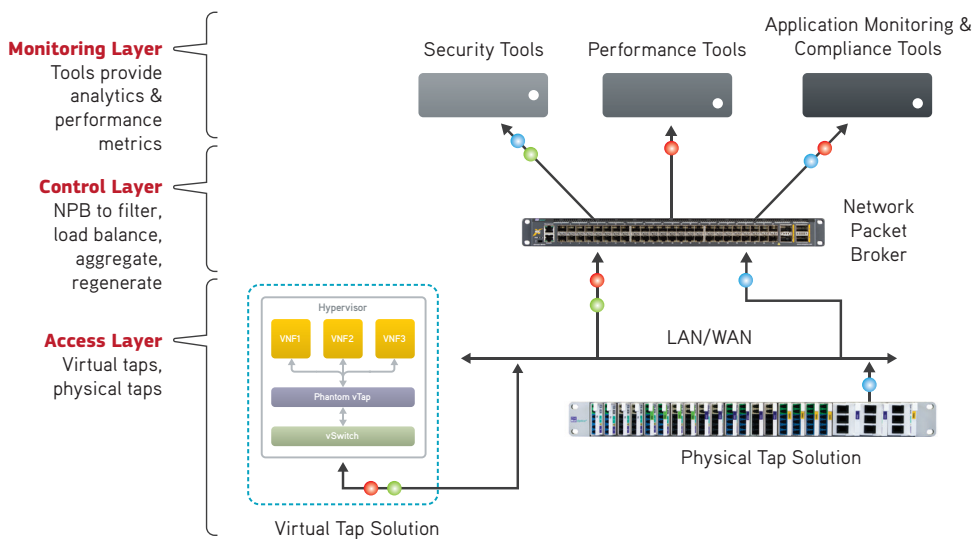 Monitoring Layer
Tools provide
analytics &
performance
metrics
Control Layer
NPB to filter,
load balance,
aggregate,
regenerate
Access Layer
Virtual taps,
physical taps
Security Tools
Performance Tools
Application Monitoring &
Compliance Tools
Network
Packet
Broker
Hypervisor
VNF1
VNF2
VNF3
Phantom vTap
vSwitch
LAN/WAN
Physical Tap Solution
Virtual Tap Solution